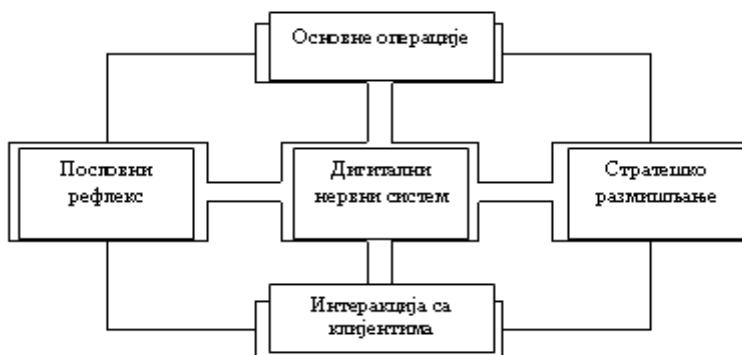 Основне операције
Пословни
рефлекс
Дигитални
нервни систем
Стратешко
размишљање
Интеракција са
клијентима